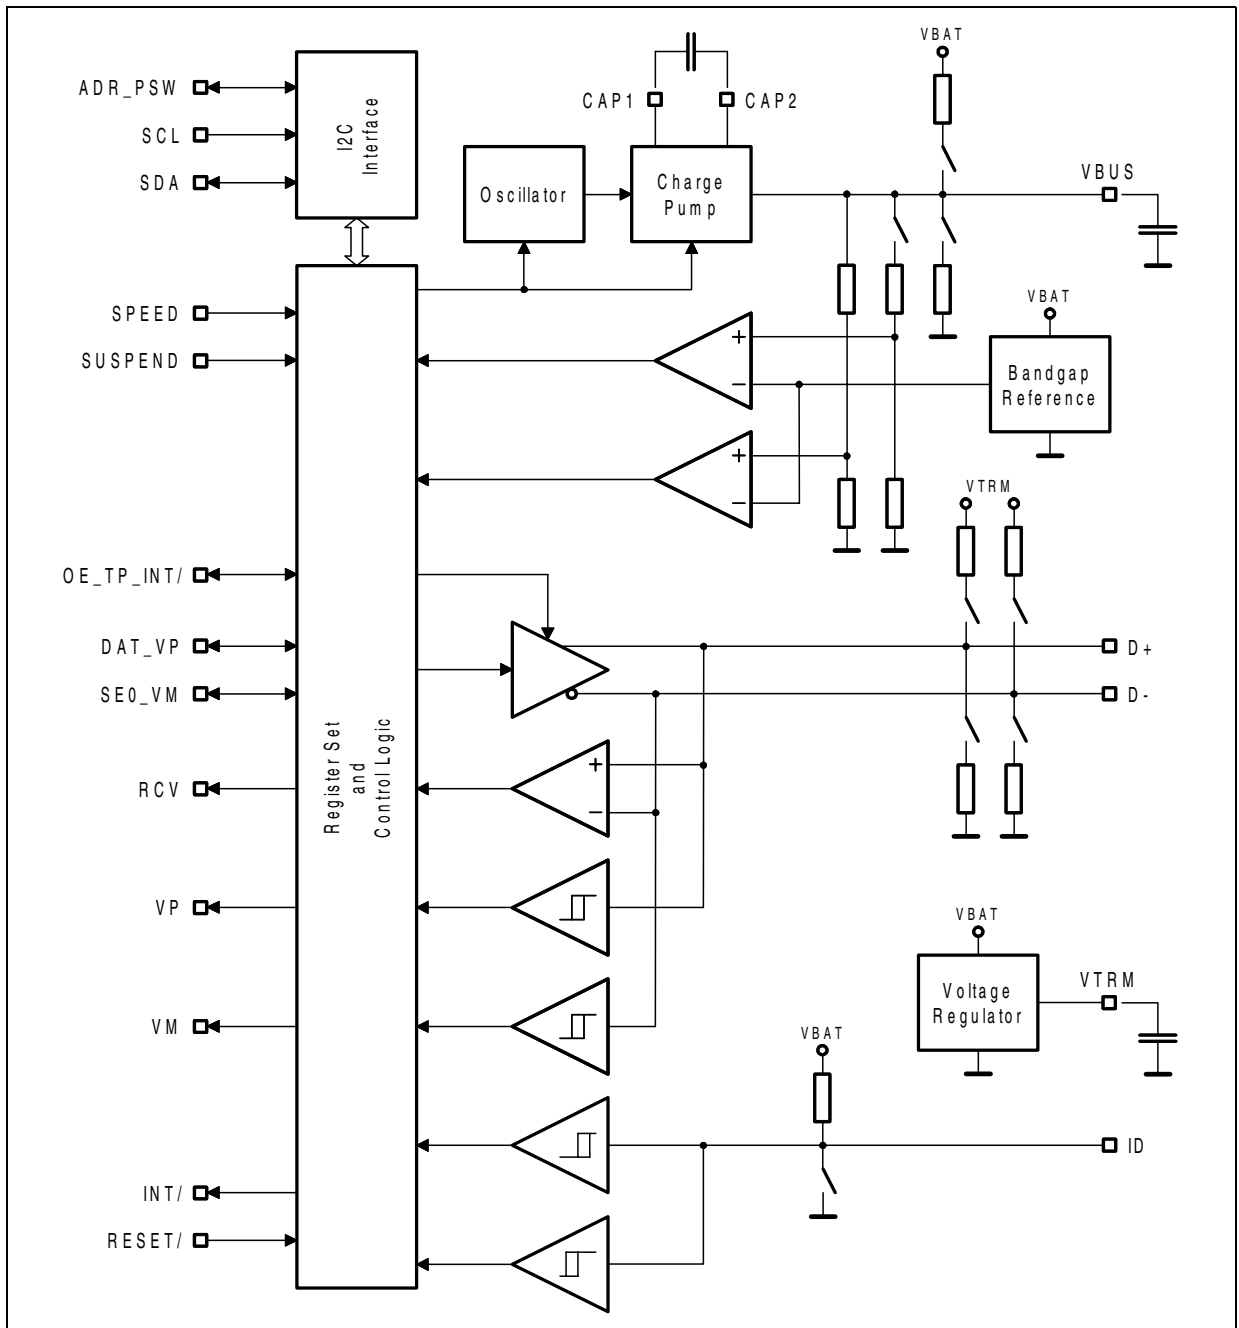 VBAT
ADR_PSW
SCL
SDA
I2C
Interface
CAP1
CAP2
Oscillator
Charge
Pump
VBUS
SPEED
SUSPEND
+
−
VBAT
Bandgap
Reference
+
−
VTRM
OE_TP_INT/
DAT_VP
SE0_VM
D+
D-
Register Set
and
Control Logic
RCV
+
−
VP
VBAT
Voltage
Regulator
VTRM
VM
VBAT
ID
INT/
RESET/